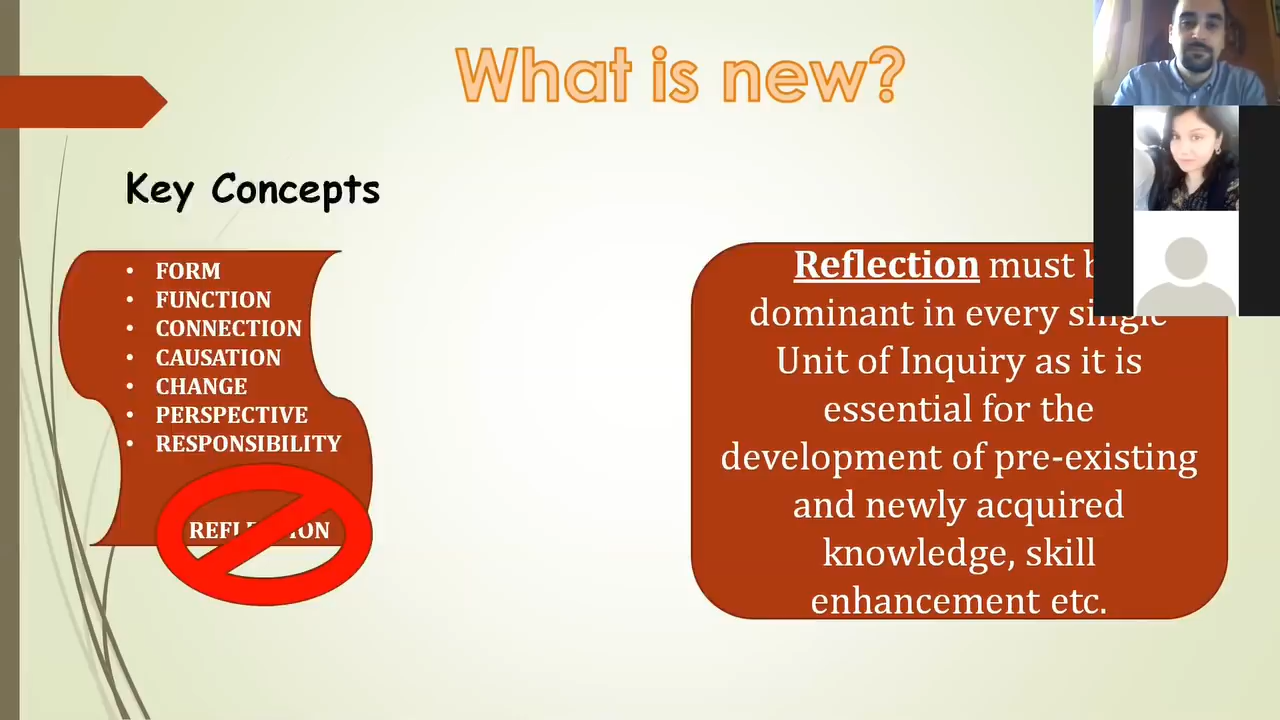 What is new?
Key Concepts
• FORM
• FUNCTION
• CONNECTION
• CAUSATION
• CHANGE
• PERSPECTIVE
• RESPONSIBILITY
Reflection must
dominant in every single
Unit of Inquiry as it is
essential for the
development of pre-existing
and newly acquired
knowledge, skill
enhancement etc.